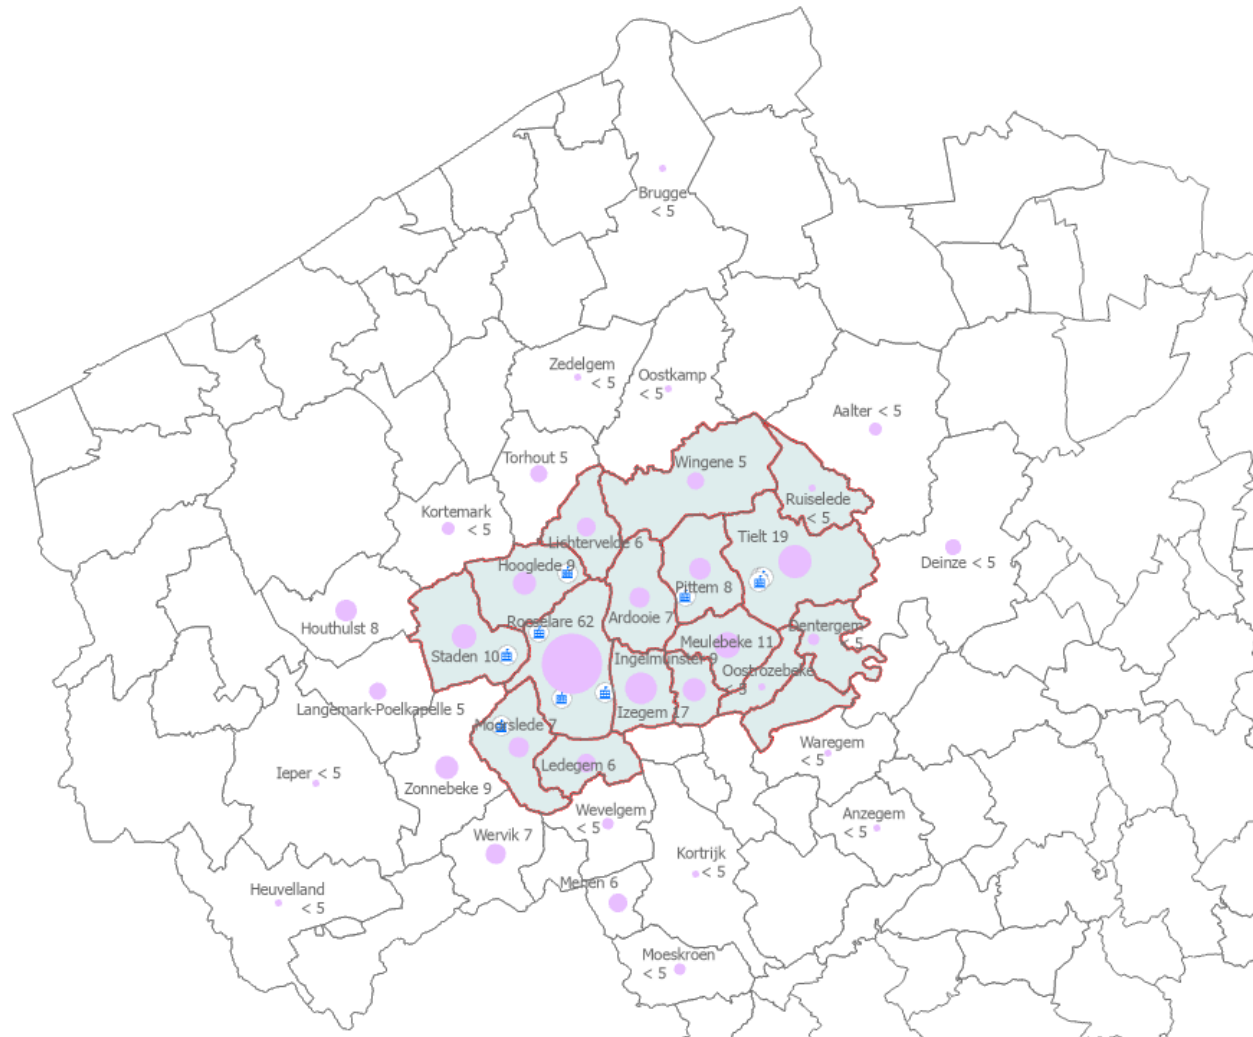 Brugge
< 5
Zedelgem
< 5
Oostkamp
< 5
Aalter < 5
Torhout 5
Wingene 5
Ruiselede
< 5
Kortemark
< 5
Lichtervelde 6
Tielt 19
Hooglede 9
Pittem 8
Deinze < 5
Houthulst 8
Roeselare 62
Ardooie 7
Dentergem
5
Staden 10
Meulebeke 11
Ingelmunster 9
Oostrozebeke
< 5
Langemark-Poelkapelle 5
Izegem 17
Moorslede 7
Waregem
< 5
Ieper < 5
Ledegem 6
Zonnebeke 9
Wevelgem
< 5
Anzegem
< 5
Wervik 7
Kortrijk
< 5
Menen 6
Heuvelland
< 5
Moeskroen
< 5